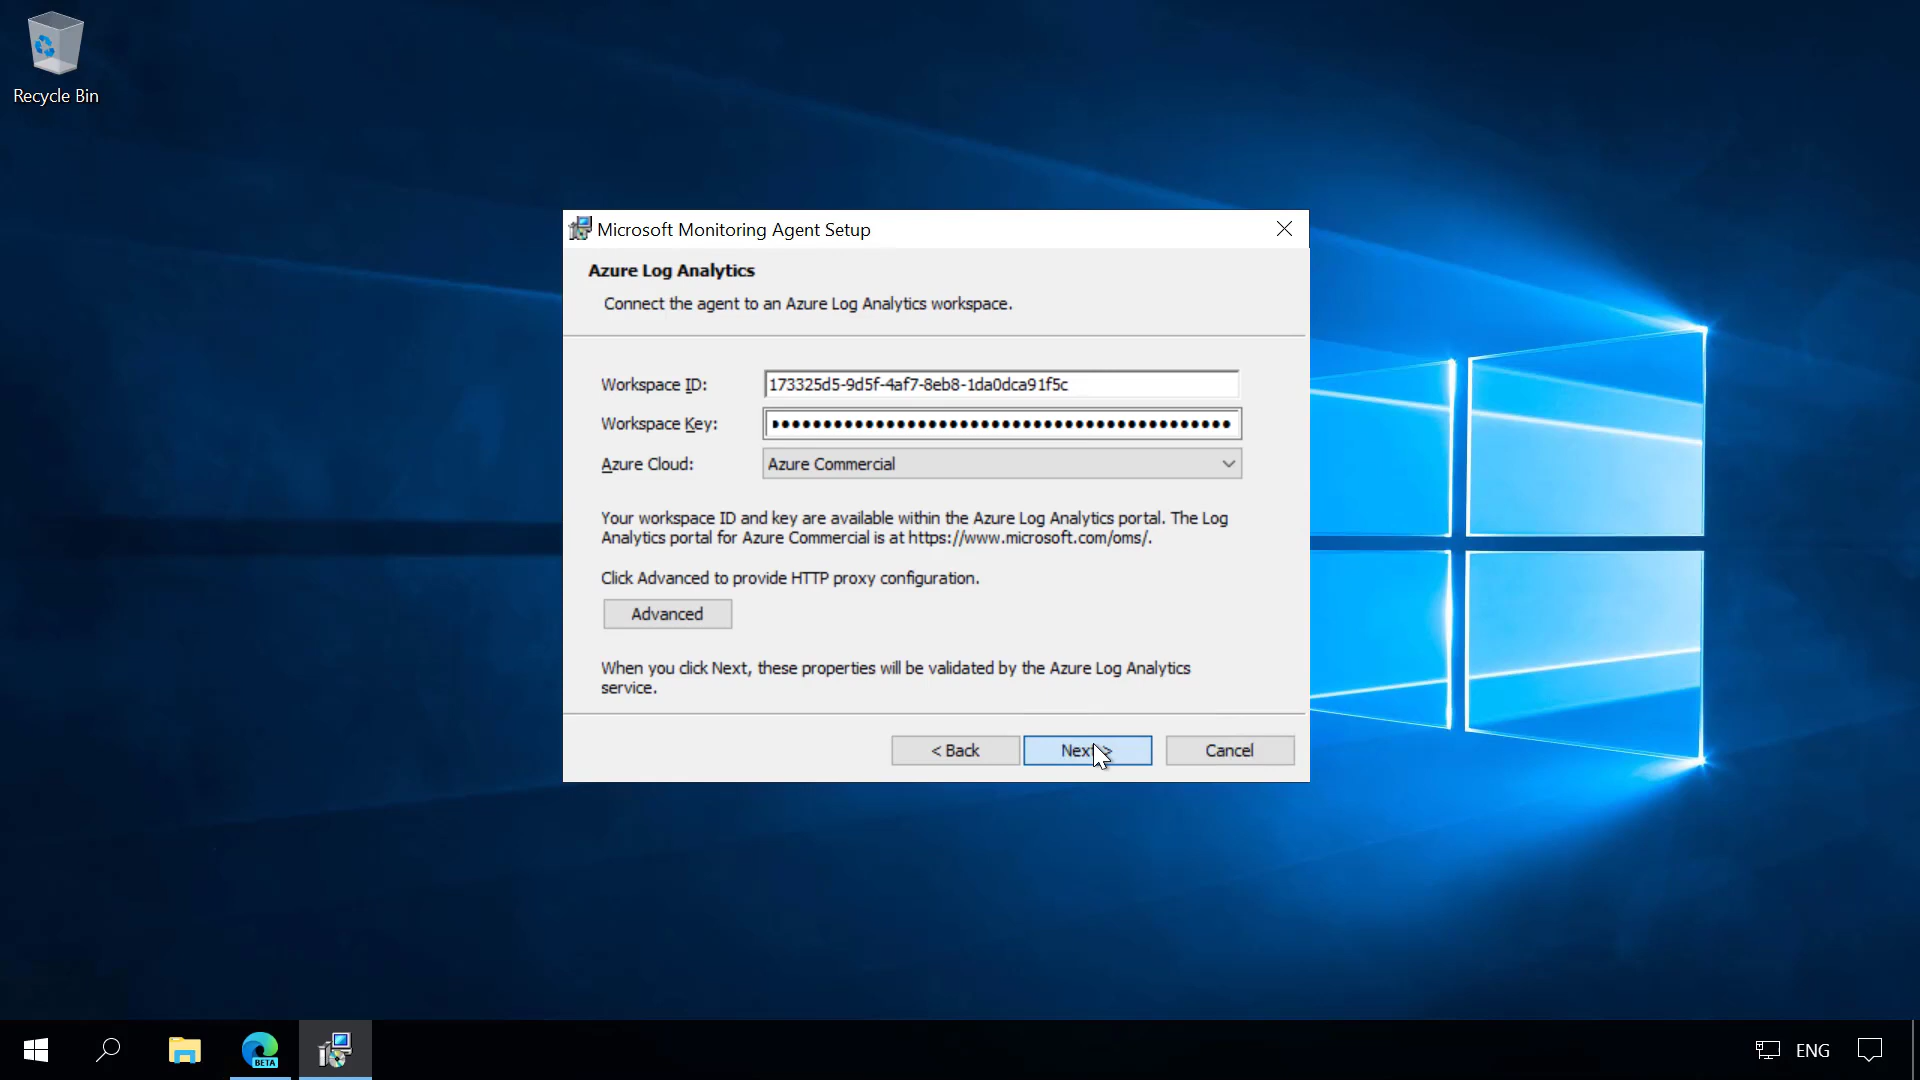 Recycle Bin
Microsoft Monitoring Agent Setup
Azure Log Analytics
Connect the agent to an Azure Log Analytics workspace.
Workspace ID: 173325d5-9d5f-4af7-8eb8-1da0dca91f5c
Workspace Key: ••••••••••••••••••••••••••••••••••••••••••••
Azure Cloud: Azure Commercial
Your workspace ID and key are available within the Azure Log Analytics portal. The Log
Analytics portal for Azure Commercial is at https://www.microsoft.com/oms/.
Click Advanced to provide HTTP proxy configuration.
Advanced
When you click Next, these properties will be validated by the Azure Log Analytics
service.
< Back Next > Cancel
BETA
ENG